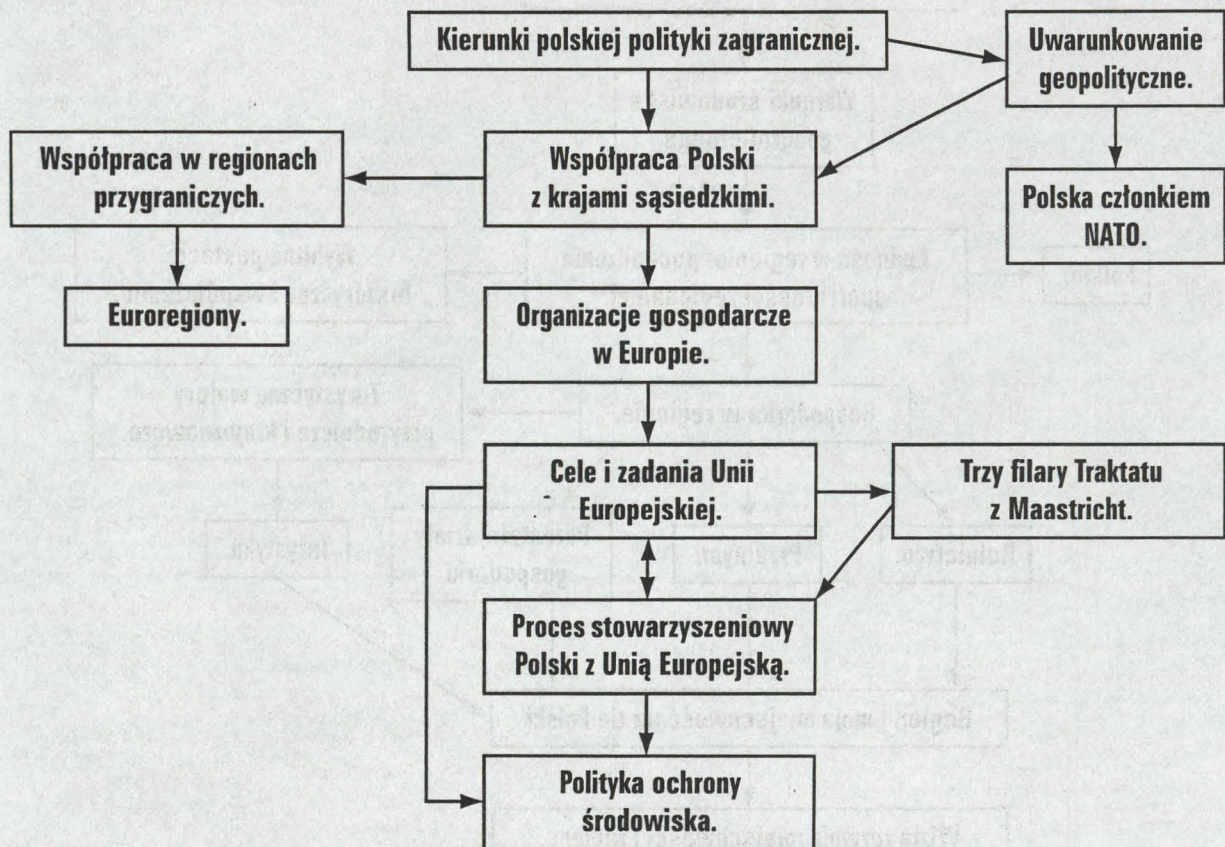 Kierunki polskiej polityki zagranicznej.
Uwarunkowanie
geopolityczne.
Współpraca w regionach
przygraniczych.
Współpraca Polski
z krajami sąsiedzkimi.
Polska członkiem
NATO.
Euroregiony.
Organizacje gospodarcze
w Europie.
Cele i zadania Unii
Europejskiej.
Trzy filary Traktatu
z Maastricht.
Proces stowarzyszeniowy
Polski z Unią Europejską.
Polityka ochrony
środowiska.